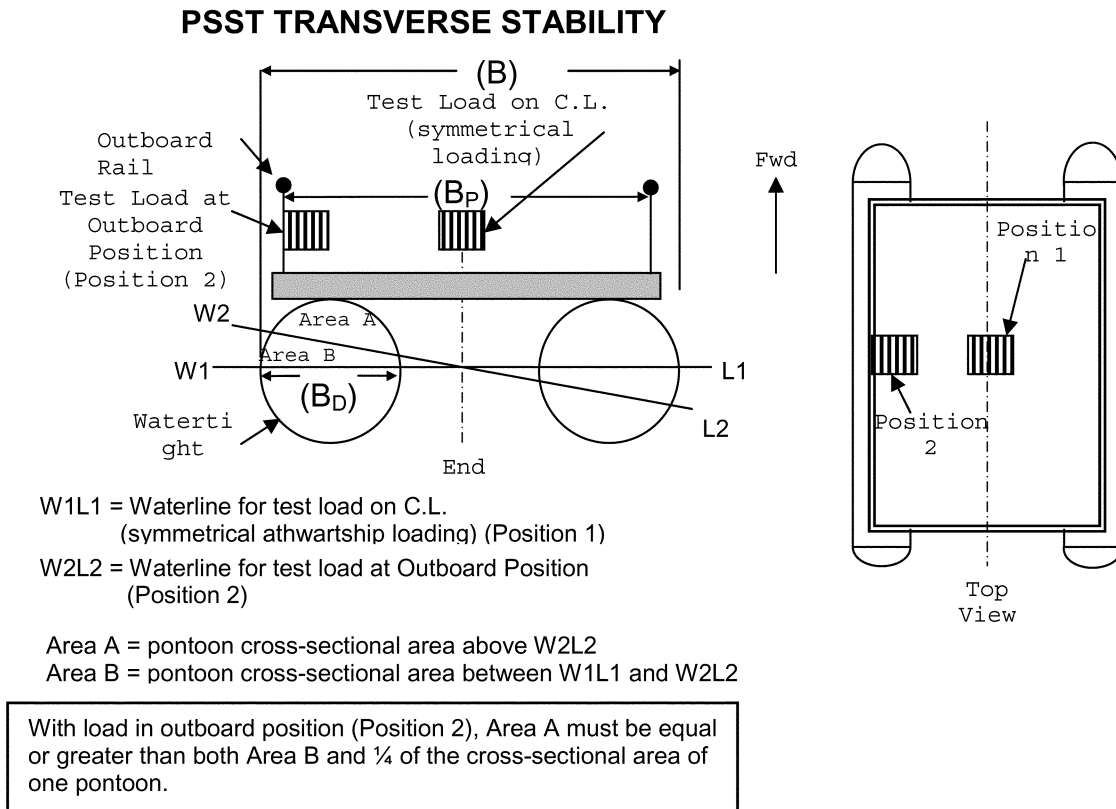 PSST TRANSVERSE STABILITY
(B)
Test Load on C.L.
(symmetrical
loading)
Outboard
Rail
(BP)
Test Load at
Outboard
Position
(Position 2)
W2
Area A
Area B
W1
L1
(BD)
L2
Waterti
ght
End
Fwd
Positio
n 1
Position
2
Top
View
W1L1 = Waterline for test load on C.L.
(symmetrical athwartship loading) (Position 1)
W2L2 = Waterline for test load at Outboard Position
(Position 2)
Area A = pontoon cross-sectional area above W2L2
Area B = pontoon cross-sectional area between W1L1 and W2L2
With load in outboard position (Position 2), Area A must be equal
or greater than both Area B and ¼ of the cross-sectional area of
one pontoon.